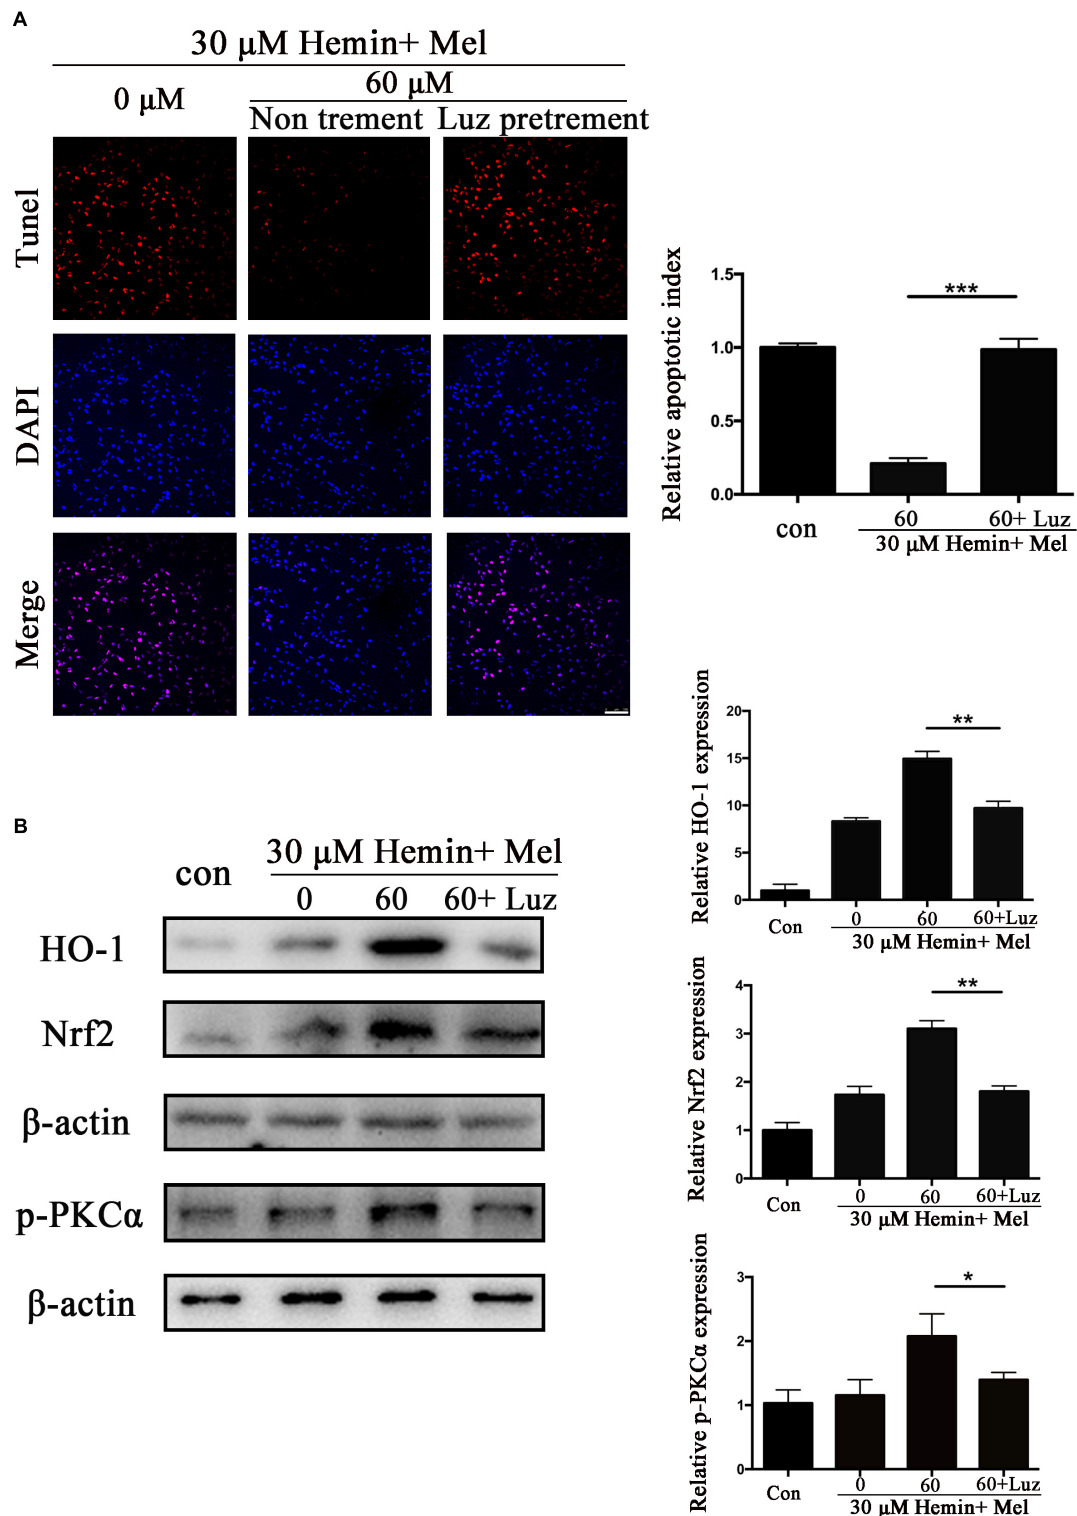 A
30 μM Hemin+ Mel
0 μM
60 μM
Non trement
Luz pretrement
Tunel
DAPI
Merge
Relative apoptotic index
1.5
1.0
0.5
0.0
***
con
60
60+ Luz
30 μM Hemin+ Mel
B
con
30 μM Hemin+ Mel
0
60
60+ Luz
HO-1
Nrf2
β-actin
p-PKCα
β-actin
Relative HO-1 expression
20
15
10
5
0
**
Con
0
60
60+Luz
30 μM Hemin+ Mel
Relative Nrf2 expression
4
3
2
1
0
**
Con
0
60
60+Luz
30 μM Hemin+ Mel
Relative p-PKCα expression
3
2
1
0
*
Con
0
60
60+Luz
30 μM Hemin+ Mel